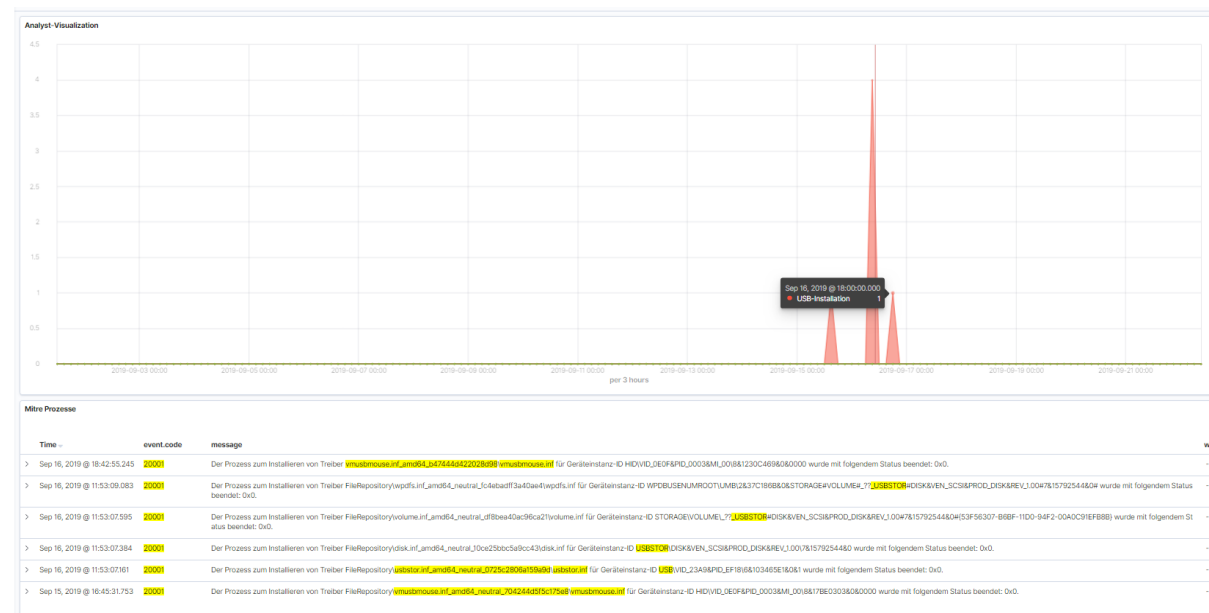 Analyst-Visualization
4.5
4
3.5
3
2.5
2
1.5
1
0.5
0
Sep 16, 2019 @ 18:00:00.000
USB-Installation 1
2019-09-03 00:00 2019-09-05 00:00 2019-09-07 00:00 2019-09-09 00:00 2019-09-11 00:00 2019-09-13 00:00 2019-09-15 00:00 2019-09-17 00:00 2019-09-19 00:00 2019-09-21 00:00
per 3 hours
Mitre Prozesse
Time event.code message w
> Sep 16, 2019 @ 18:42:55.245 20001 Der Prozess zum Installieren von Treiber vmusbmouse.inf_amd64_b47444d422028d98\vmusbmouse.inf für Geräteinstanz-ID HID\VID_0E0F&PID_0003&MI_00\8&1230C469&0&0000 wurde mit folgendem Status beendet: 0x0. -
> Sep 16, 2019 @ 11:53:09.083 20001 Der Prozess zum Installieren von Treiber FileRepository\wpdfs.inf_amd64_neutral_fc4ebadff3a40ae4\wpdfs.inf für Geräteinstanz-ID WPDBUSENUMROOT\UMB\2&37C186B&0&STORAGE#VOLUME#_??_USBSTOR#DISK&VEN_SCSI&PROD_DISK&REV_1.00#7&15792544&0# wurde mit folgendem Status -
beendet: 0x0.
> Sep 16, 2019 @ 11:53:07.595 20001 Der Prozess zum Installieren von Treiber FileRepository\volume.inf_amd64_neutral_df8bea40ac96ca21\volume.inf für Geräteinstanz-ID STORAGE\VOLUME\_??_USBSTOR#DISK&VEN_SCSI&PROD_DISK&REV_1.00#7&15792544&0#{53F56307-B6BF-11D0-94F2-00A0C91EFB8B} wurde mit folgendem St -
atus beendet: 0x0.
> Sep 16, 2019 @ 11:53:07.384 20001 Der Prozess zum Installieren von Treiber FileRepository\disk.inf_amd64_neutral_10ce25bbc5a9cc43\disk.inf für Geräteinstanz-ID USBSTOR\DISK&VEN_SCSI&PROD_DISK&REV_1.00\7&15792544&0 wurde mit folgendem Status beendet: 0x0. -
> Sep 16, 2019 @ 11:53:07.161 20001 Der Prozess zum Installieren von Treiber FileRepository\usbstor.inf_amd64_neutral_0725c2806a159a9d\usbstor.inf für Geräteinstanz-ID USB\VID_23A9&PID_EF18\6&103465E1&0&1 wurde mit folgendem Status beendet: 0x0. -
> Sep 15, 2019 @ 16:45:31.753 20001 Der Prozess zum Installieren von Treiber FileRepository\vmusbmouse.inf_amd64_neutral_704244d5f5c175e8\vmusbmouse.inf für Geräteinstanz-ID HID\VID_0E0F&PID_0003&MI_00\8&17BE0303&0&0000 wurde mit folgendem Status beendet: 0x0. -